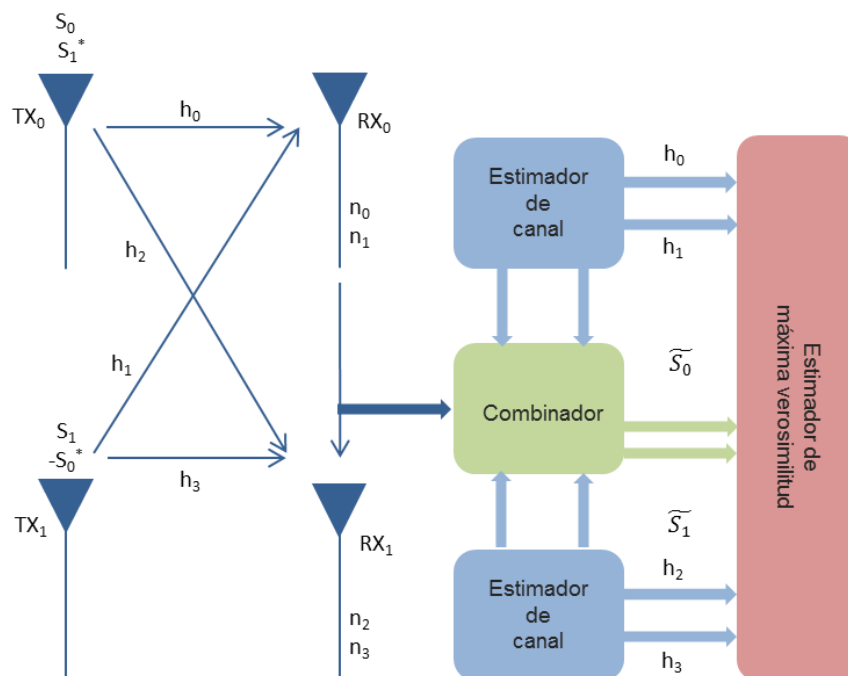 S₀
S₁*
TX₀
h₀
RX₀
n₀
n₁
h₂
h₁
S₁
-S₀*
h₃
TX₁
RX₁
n₂
n₃
Estimador
de
canal
h₀
h₁
Combinador
S̃₀
S̃₁
Estimador
de
canal
h₂
h₃
Estimador de
máxima verosimilitud